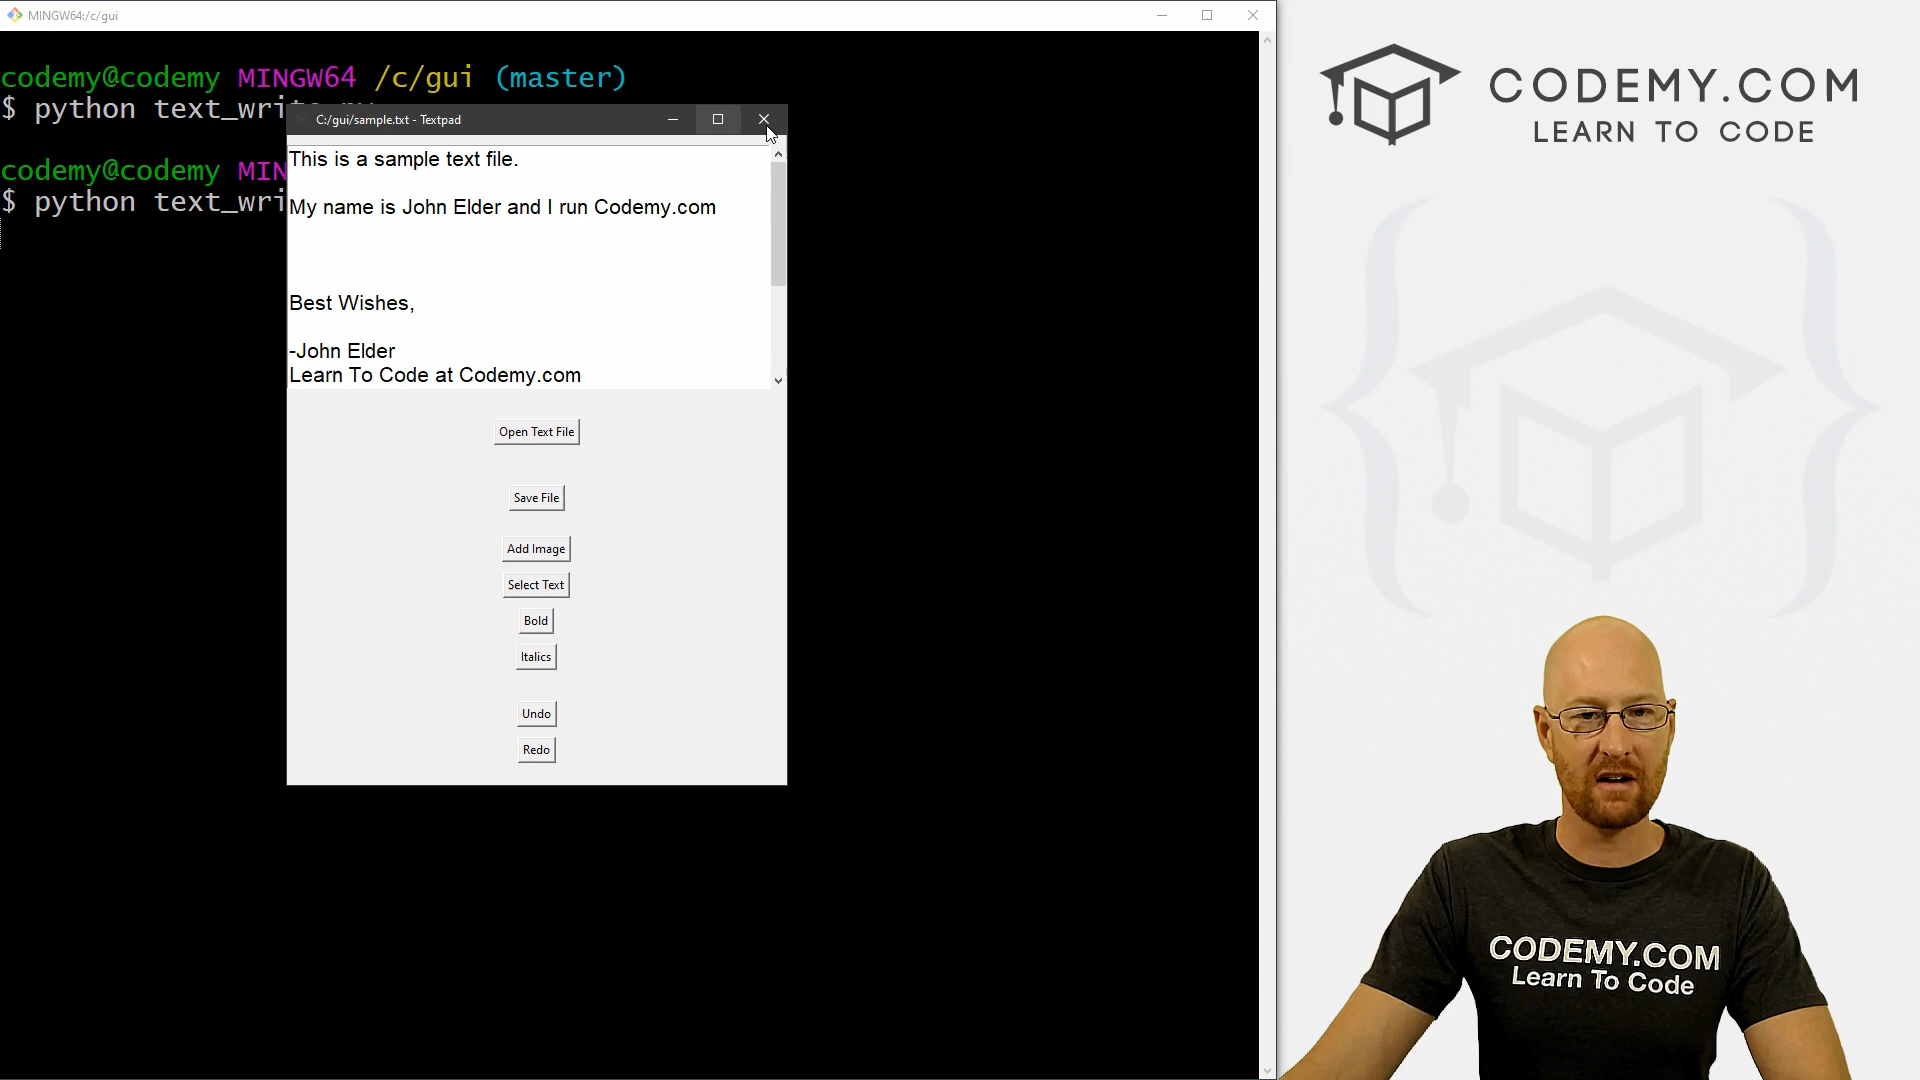 MINGW64:/c/gui
codemy@codemy MINGW64 /c/gui (master)
$ python text_write.py
C:/gui/sample.txt - Textpad
codemy@codemy MIN
$ python text_wri
This is a sample text file.
My name is John Elder and I run Codemy.com
Best Wishes,
-John Elder
Learn To Code at Codemy.com
Open Text File
Save File
Add Image
Select Text
Bold
Italics
Undo
Redo
CODEMY.COM
LEARN TO CODE
CODEMY.COM
Learn To Code